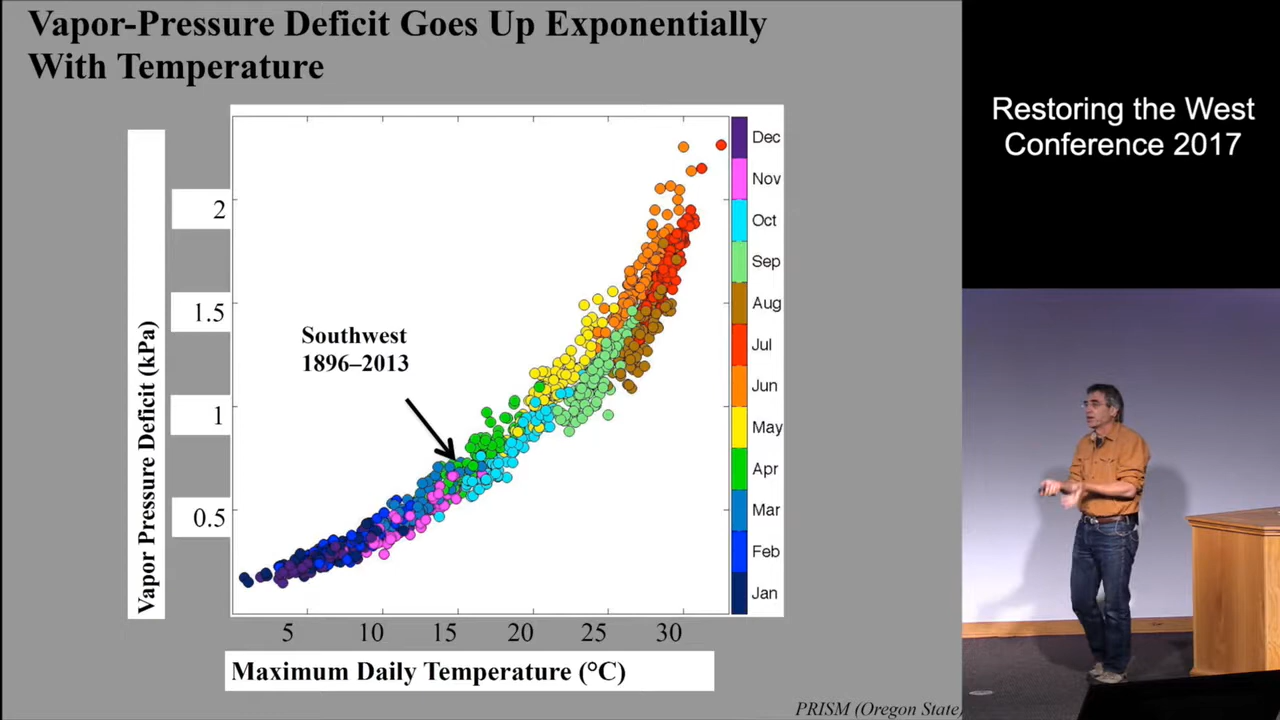 Vapor-Pressure Deficit Goes Up Exponentially
With Temperature
Restoring the West
Conference 2017
Vapor Pressure Deficit (kPa)
2
1.5
1
0.5
Southwest
1896–2013
Dec
Nov
Oct
Sep
Aug
Jul
Jun
May
Apr
Mar
Feb
Jan
5 10 15 20 25 30
Maximum Daily Temperature (°C)
PRISM (Oregon State)